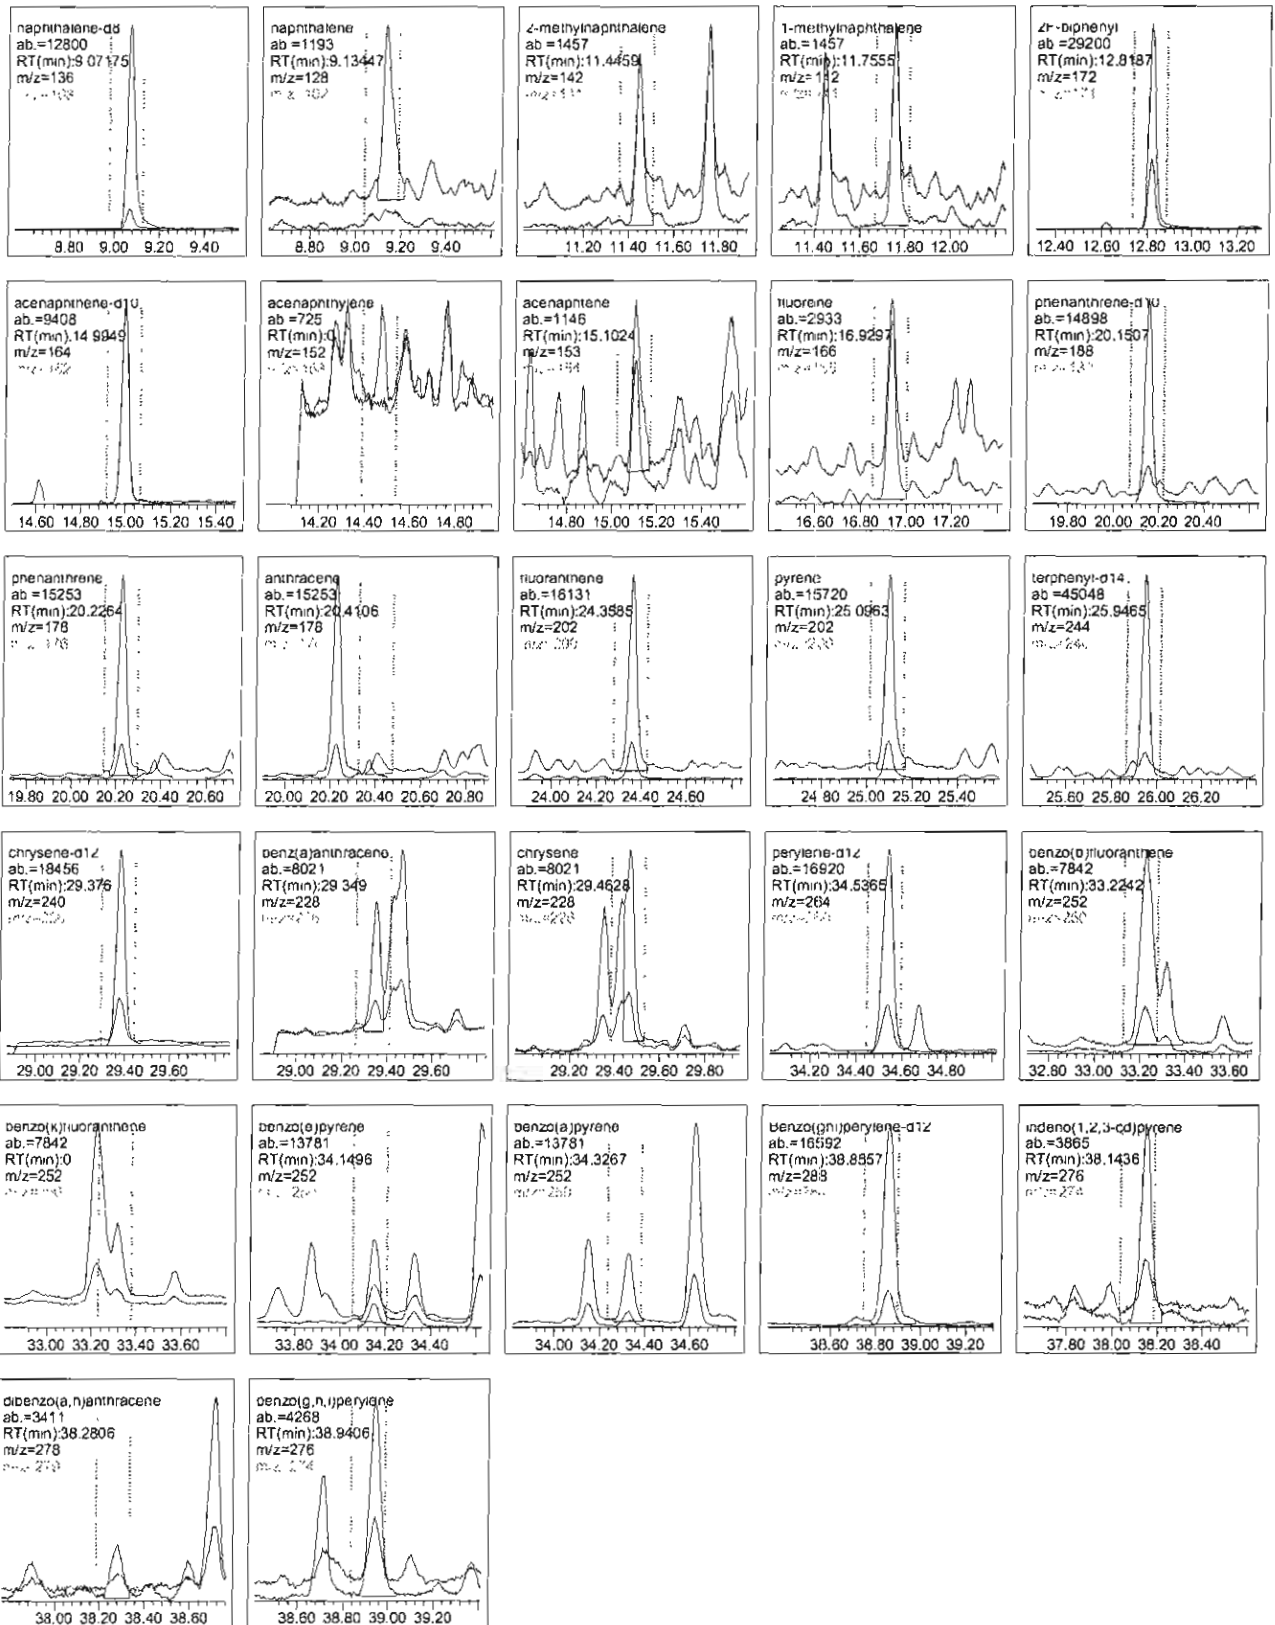 naphthalene-d8
ab.=12800
RT(min):9.07175
m/z=136
naphthalene
ab =1193
RT(min):9.13447
m/z=128
2-methylnaphthalene
ab =1457
RT(min):11.4459
m/z=142
1-methylnaphthalene
ab.=1457
RT(min):11.7555
m/z=142
2F-biphenyl
ab =29200
RT(min):12.8187
m/z=172
8.80 9.00 9.20 9.40
8.80 9.00 9.20 9.40
11.20 11.40 11.60 11.80
11.40 11.60 11.80 12.00
12.40 12.60 12.80 13.00 13.20
acenaphthene-d10
ab.=9408
RT(min).14.9949
m/z=164
acenaphthylene
ab =725
RT(min):0
m/z=152
acenaphtene
ab.=1146
RT(min):15.1024
m/z=153
fluoreine
ab =2933
RT(min):16.9297
m/z=166
phenanthrene-d10
ab.=14898
RT(min):20.1507
m/z=188
14.60 14.80 15.00 15.20 15.40
14.20 14.40 14.60 14.80
14.80 15.00 15.20 15.40
16.60 16.80 17.00 17.20
19.80 20.00 20.20 20.40
phenanthrene
ab =15253
RT(min):20.2264
m/z=178
anthracene
ab.=15253
RT(min):20.4106
m/z=178
fluoranthene
ab.=16131
RT(min):24.3585
m/z=202
pyrene
ab.=15720
RT(min):25 0963
m/z=202
terphenyl-d14.
ab =45048
RT(min):25.9465
m/z=244
19.80 20.00 20.20 20.40 20.60
20.00 20.20 20.40 20.60 20.80
24.00 24.20 24.40 24.60
24 80 25.00 25.20 25.40
25.60 25.80 26.00 26.20
chrysene-d12
ab.=18456
RT(min):29.376
m/z=240
benz(a)anthracene.
ab.=8021
RT(min):29 349
m/z=228
chrysene
ab.=8021
RT(min):29.4628
m/z=228
perylene-d12
ab.=16920
RT(min):34.5365
m/z=264
benzo(b)fluoranthene
ab.=7842
RT(min):33.2242
m/z=252
29.00 29.20 29.40 29.60
29.00 29.20 29.40 29.60
29.20 29.40 29.60 29.80
34.20 34.40 34.60 34.80
32.80 33.00 33.20 33.40 33.60
benzo(k)fluoranthene
ab.=7842
RT(min):0
m/z=252
benzo(e)pyrene
ab.=13781
RT(min):34.1496
m/z=252
benzo(a)pyrene
ab.=13781
RT(min):34.3267
m/z=252
Benzo(ghi)perylene-d12
ab.=16592
RT(min):38.8557
m/z=288
indeno(1,2,3-cd)pyrene
ab.=3865
RT(min):38.1436
m/z=276
33.00 33.20 33.40 33.60
33.80 34 00 34.20 34.40
34.00 34.20 34.40 34.60
38.60 38.80 39.00 39.20
37.80 38.00 38.20 38.40
dibenzo(a,h)anthracene
ab.=3411
RT(min):38.2806
m/z=278
benzo(g,h,i)perylene
ab.=4268
RT(min):38.9406
m/z=276
38.00 38.20 38.40 38.60
38.60 38.80 39.00 39.20